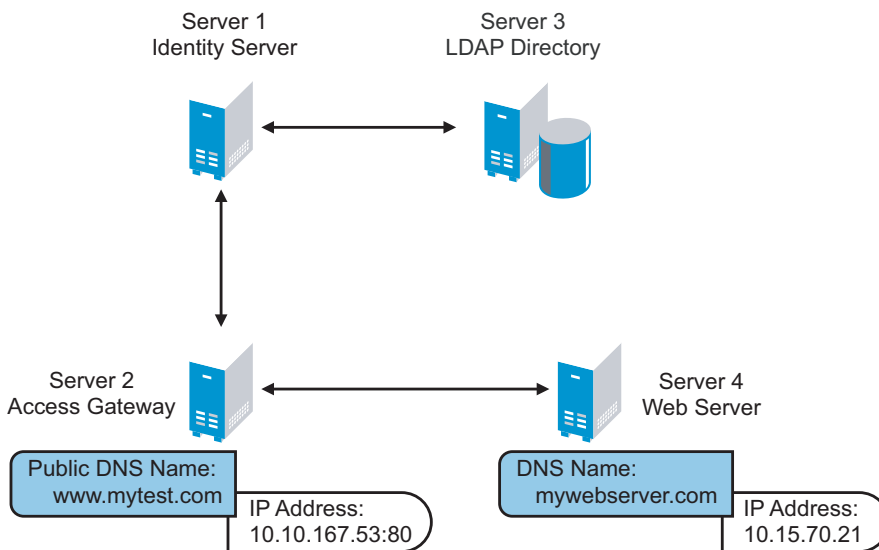 Server 1
Identity Server
Server 3
LDAP Directory
Server 2
Access Gateway
Server 4
Web Server
Public DNS Name:
www.mytest.com
IP Address:
10.10.167.53:80
DNS Name:
mywebserver.com
IP Address:
10.15.70.21